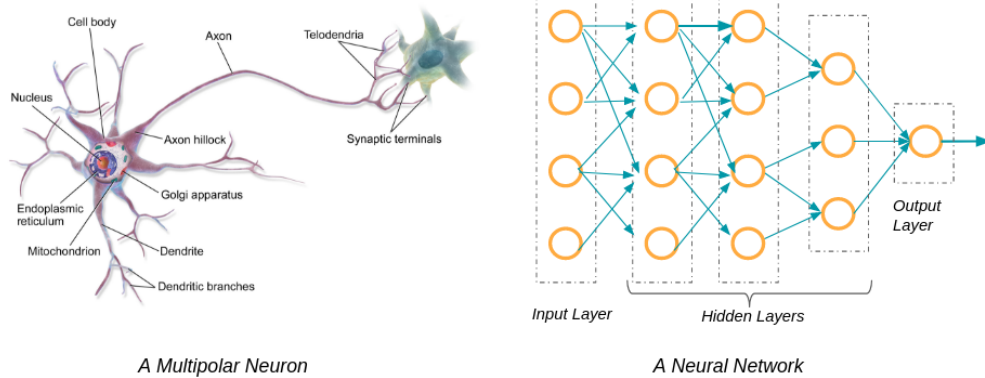 Cell body
Nucleus
Axon
Telodendria
Axon hillock
Synaptic terminals
Golgi apparatus
Endoplasmic
reticulum
Mitochondrion
Dendrite
Dendritic branches
A Multipolar Neuron
Output
Layer
Input Layer
Hidden Layers
A Neural Network